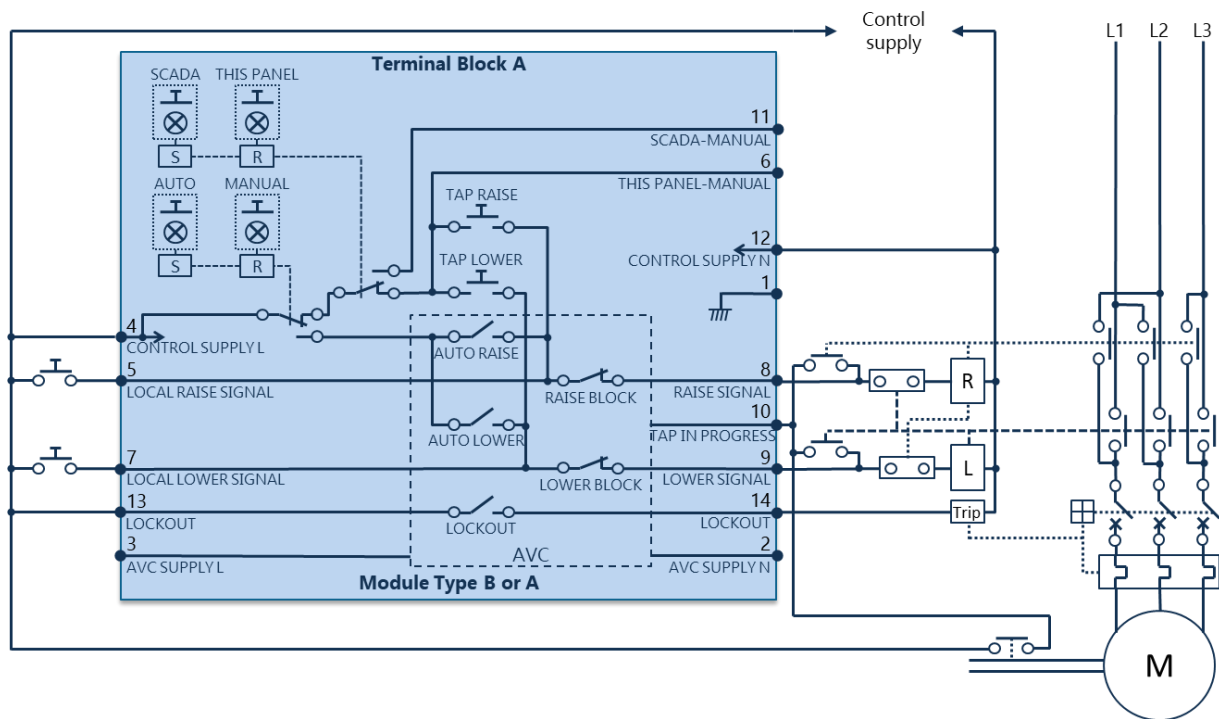 Control
supply
L1 L2 L3
Terminal Block A
SCADA THIS PANEL
11
SCADA-MANUAL
S R
6
THIS PANEL-MANUAL
AUTO MANUAL
TAP RAISE
12
CONTROL SUPPLY N
TAP LOWER
S R
1
4
CONTROL SUPPLY L
AUTO RAISE
5
LOCAL RAISE SIGNAL
RAISE BLOCK
8
RAISE SIGNAL
R
10
TAP IN PROGRESS
AUTO LOWER
7
LOCAL LOWER SIGNAL
LOWER BLOCK
9
LOWER SIGNAL
L
13
LOCKOUT
LOCKOUT
14
LOCKOUT
Trip
3
AVC SUPPLY L
AVC
2
AVC SUPPLY N
Module Type B or A
M